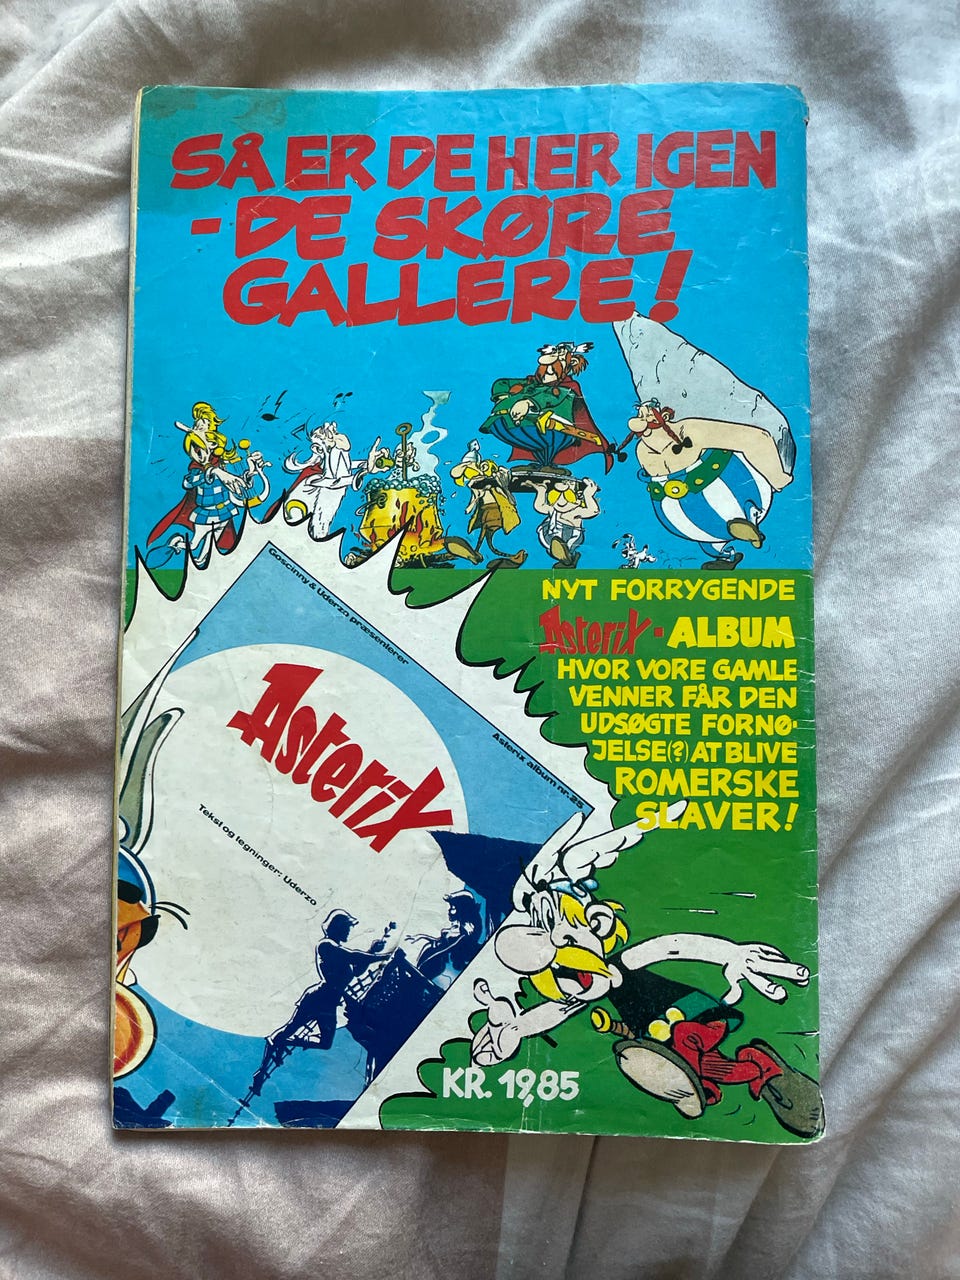 SÅ ER DE HER IGEN
- DE SKØRE
GALLERE!
NYT FORRYGENDE
Asterix - ALBUM
HVOR VORE GAMLE
VENNER FÅR DEN
UDSØGTE FORNØ-
JELSE(?) AT BLIVE
ROMERSKE
SLAVER!
Goscinny & Uderzo præsenterer
Asterix
Asterix album nr. 25
Tekst og tegninger: Uderzo
KR. 19,85